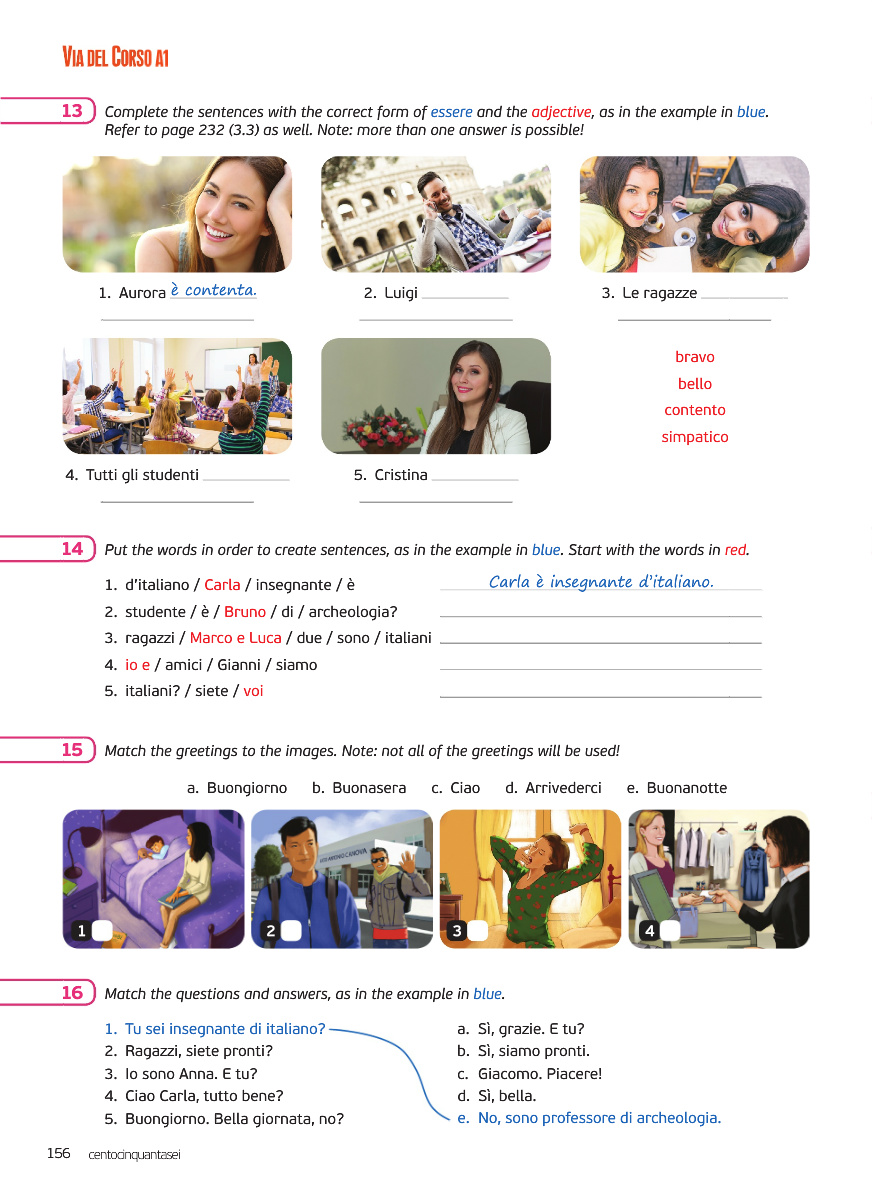 VIA DEL CORSO A1
13 Complete the sentences with the correct form of essere and the adjective, as in the example in blue.
Refer to page 232 (3.3) as well. Note: more than one answer is possible!
1. Aurora è contenta.
2. Luigi
3. Le ragazze
bravo
bello
contento
simpatico
4. Tutti gli studenti
5. Cristina
14 Put the words in order to create sentences, as in the example in blue. Start with the words in red.
1. d'italiano / Carla / insegnante / è Carla è insegnante d'italiano.
2. studente / è / Bruno / di / archeologia?
3. ragazzi / Marco e Luca / due / sono / italiani
4. io e / amici / Gianni / siamo
5. italiani? / siete / voi
15 Match the greetings to the images. Note: not all of the greetings will be used!
a. Buongiorno b. Buonasera c. Ciao d. Arrivederci e. Buonanotte
ANTONIO CANOVA
1
2
3
4
16 Match the questions and answers, as in the example in blue.
1. Tu sei insegnante di italiano?
2. Ragazzi, siete pronti?
3. Io sono Anna. E tu?
4. Ciao Carla, tutto bene?
5. Buongiorno. Bella giornata, no?
a. Sì, grazie. E tu?
b. Sì, siamo pronti.
c. Giacomo. Piacere!
d. Sì, bella.
e. No, sono professore di archeologia.
156 centocinquantasei